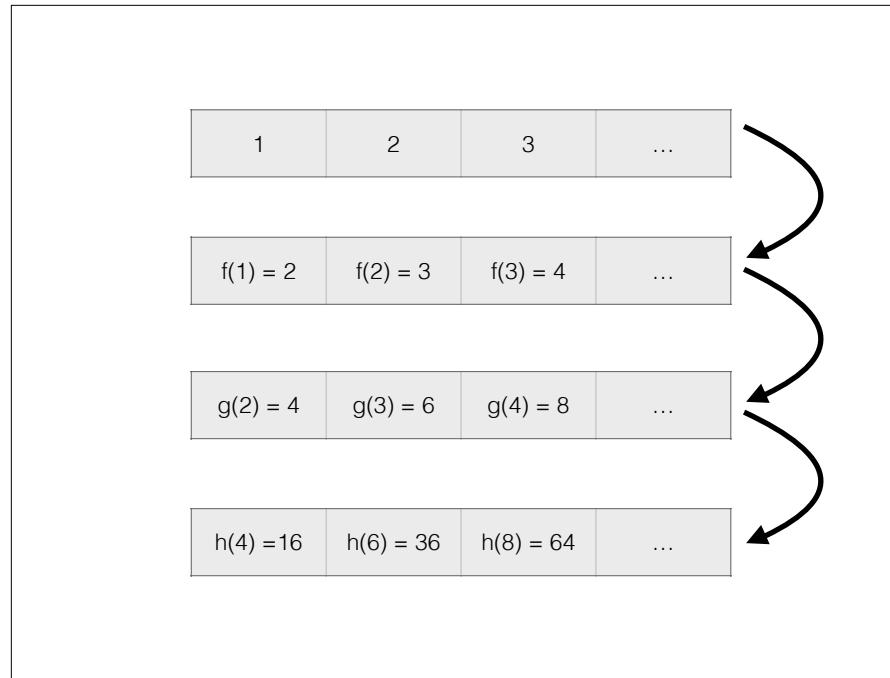 1 2 3 …
f(1) = 2 f(2) = 3 f(3) = 4 …
g(2) = 4 g(3) = 6 g(4) = 8 …
h(4) =16 h(6) = 36 h(8) = 64 …